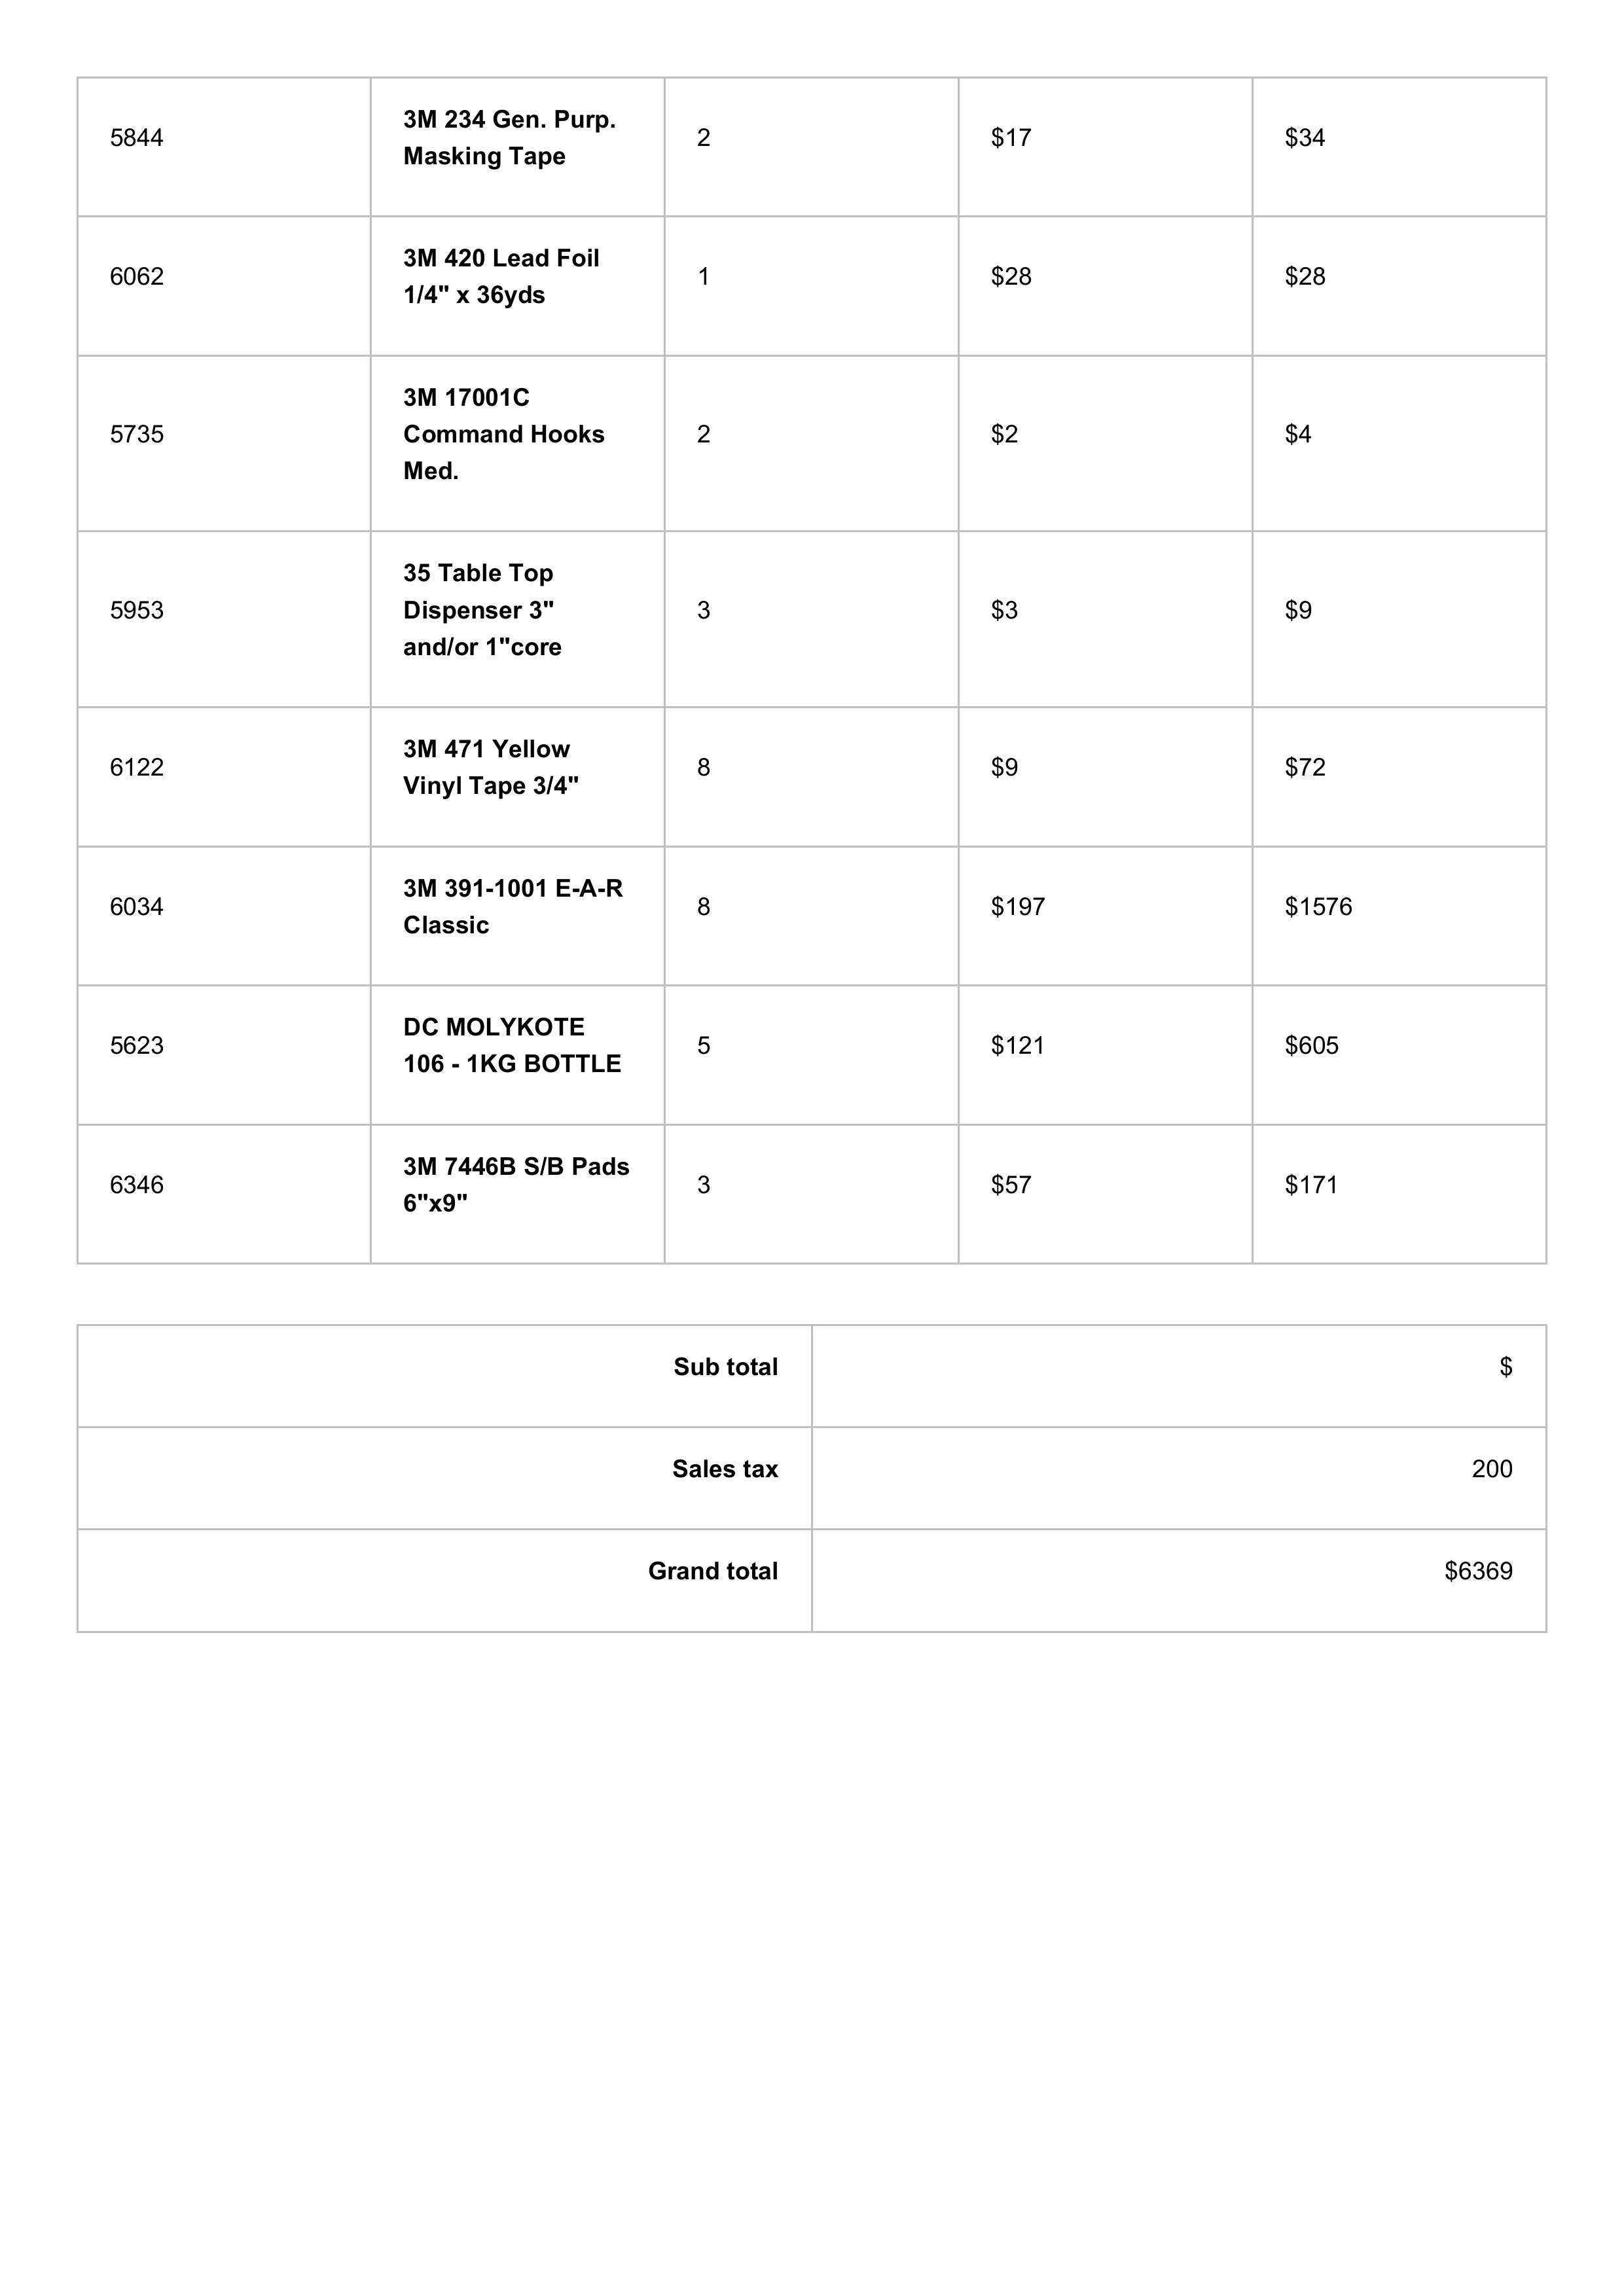 5844 3M 234 Gen. Purp. 2 $17 $34
Masking Tape
6062 3M 420 Lead Foil 1 $28 $28
1/4" x 36yds
3M 17001C
5735 Command Hooks 2 $2 $4
Med.
35 Table Top
5953 Dispenser 3" 3 $3 $9
and/or 1"core
6122 3M 471 Yellow 8 $9 $72
Vinyl Tape 3/4"
6034 3M 391-1001 E-A-R 8 $197 $1576
Classic
5623 DC MOLYKOTE 5 $121 $605
106 - 1KG BOTTLE
6346 3M 7446B S/B Pads 3 $57 $171
6"x9"
Sub total $
Sales tax 200
Grand total $6369